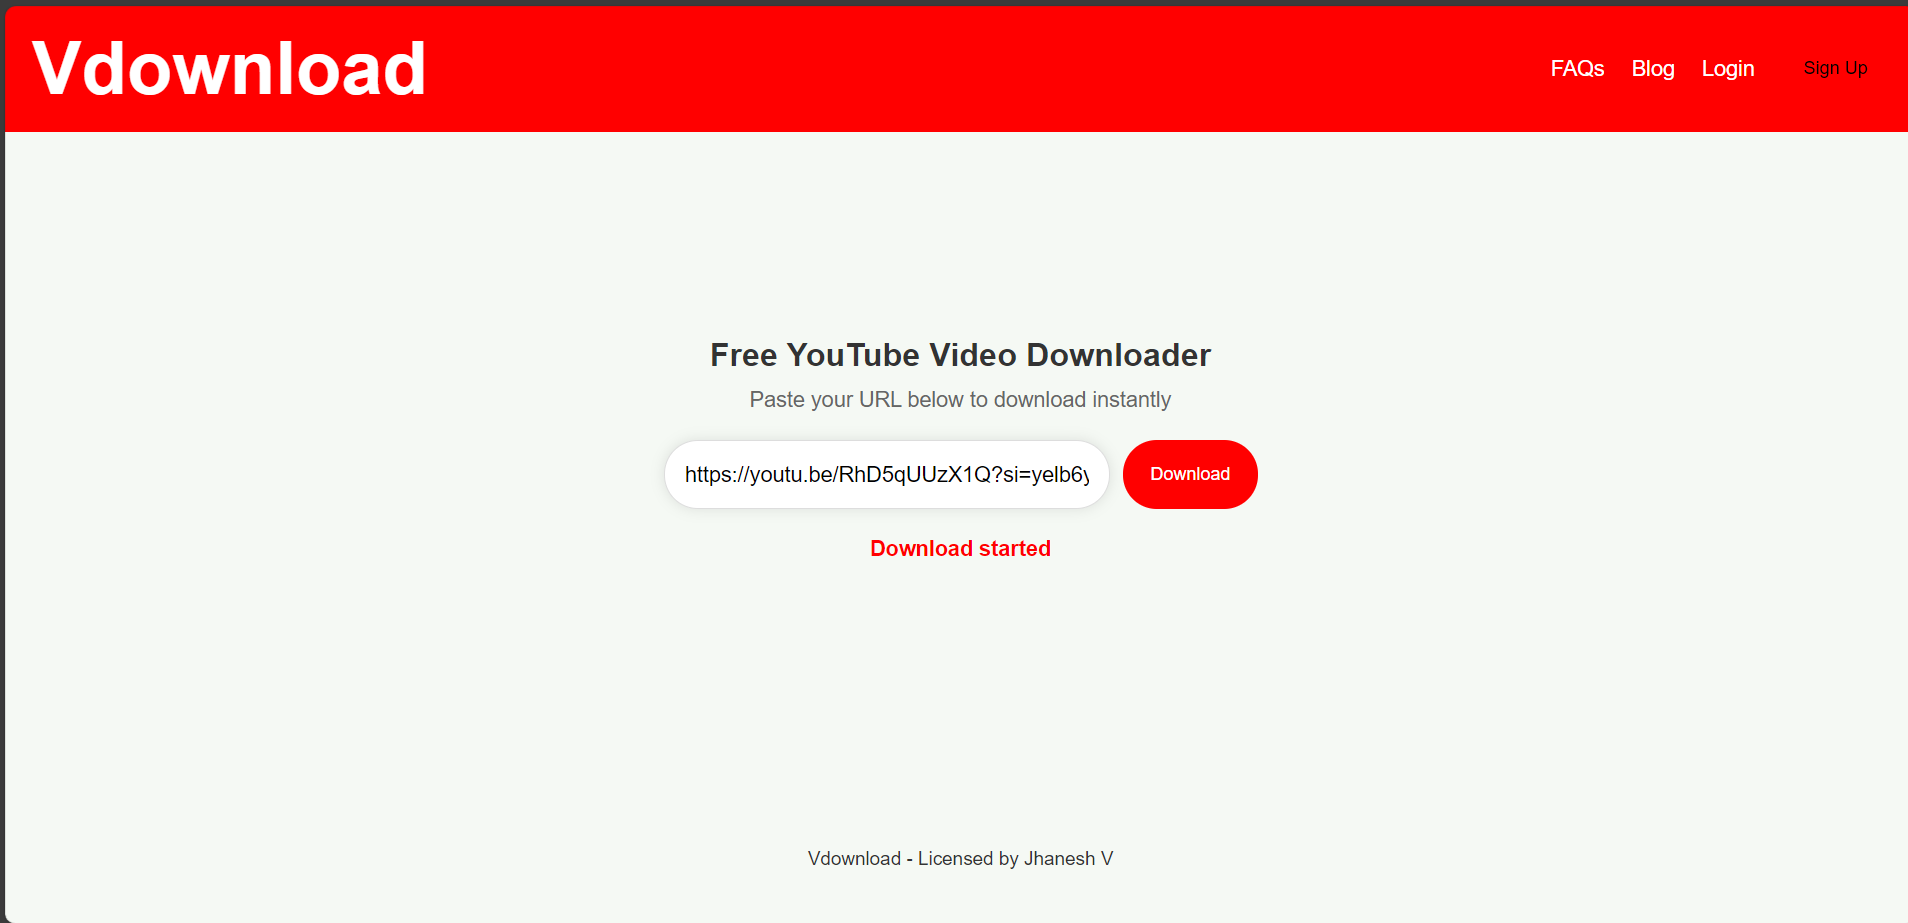 Vdownload
FAQs Blog Login Sign Up
Free YouTube Video Downloader
Paste your URL below to download instantly
https://youtu.be/RhD5qUUzX1Q?si=yelb6y Download
Download started
Vdownload - Licensed by Jhanesh V